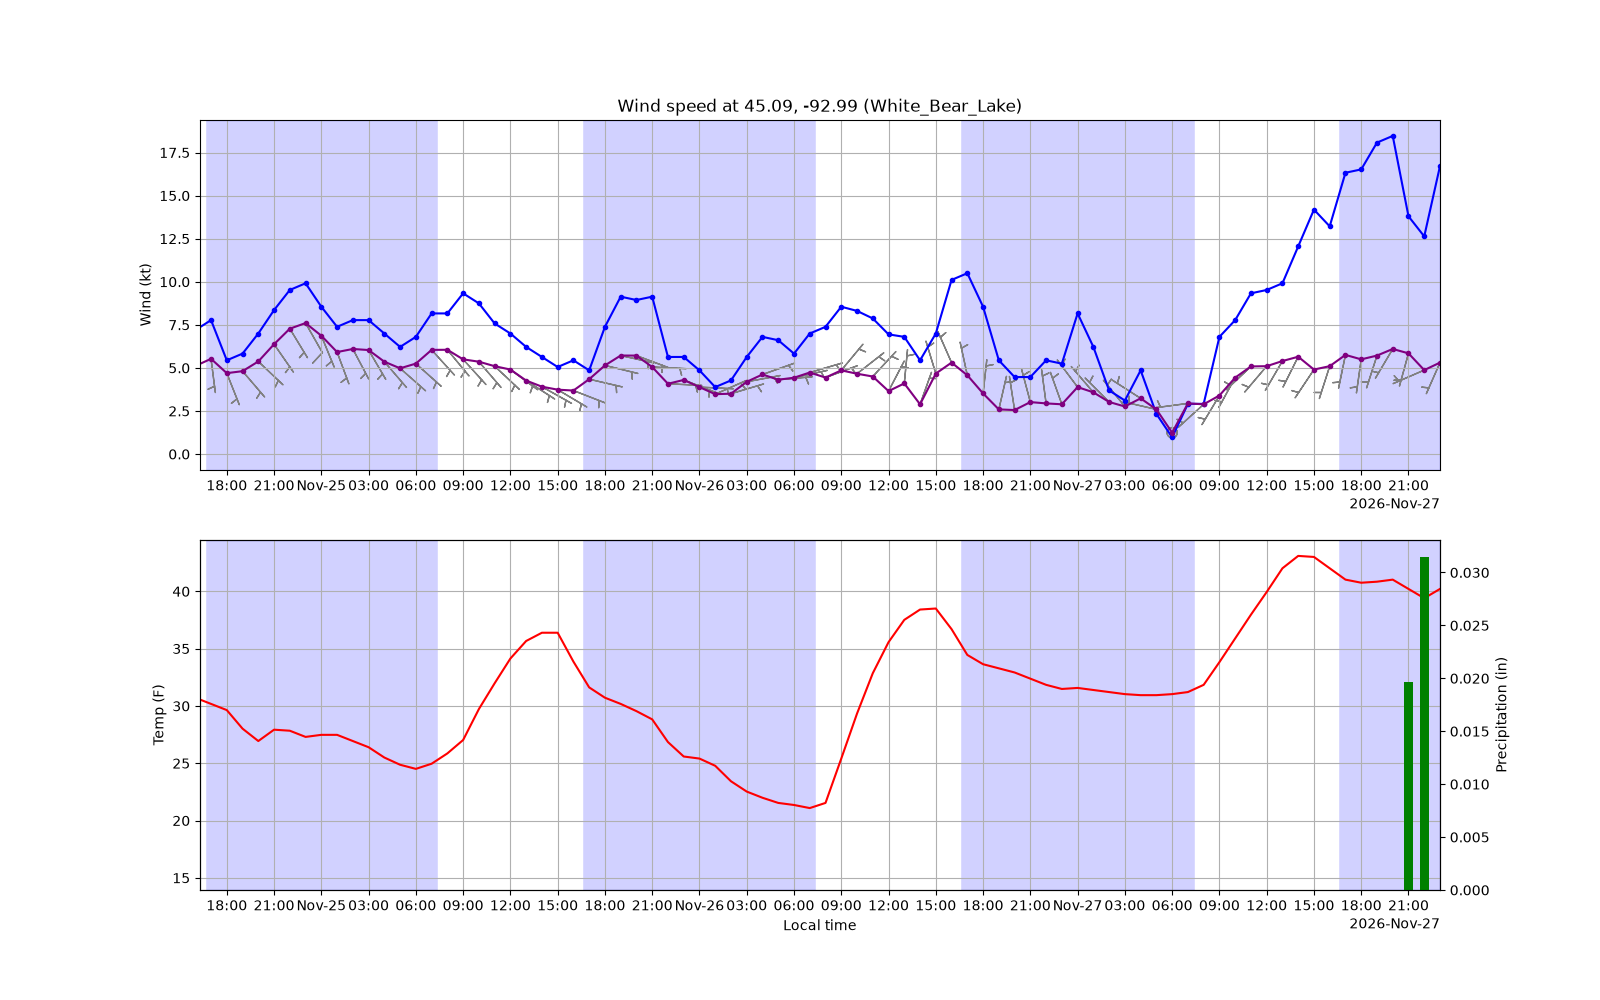 Wind speed at 45.09, -92.99 (White_Bear_Lake)
Wind (kt)
17.5
15.0
12.5
10.0
7.5
5.0
2.5
0.0
18:00 21:00 Nov-25 03:00 06:00 09:00 12:00 15:00 18:00 21:00 Nov-26 03:00 06:00 09:00 12:00 15:00 18:00 21:00 Nov-27 03:00 06:00 09:00 12:00 15:00 18:00 21:00
2026-Nov-27
Temp (F)
40
35
30
25
20
15
0.030
0.025
0.020
0.015
0.010
0.005
0.000
Precipitation (in)
18:00 21:00 Nov-25 03:00 06:00 09:00 12:00 15:00 18:00 21:00 Nov-26 03:00 06:00 09:00 12:00 15:00 18:00 21:00 Nov-27 03:00 06:00 09:00 12:00 15:00 18:00 21:00
Local time
2026-Nov-27